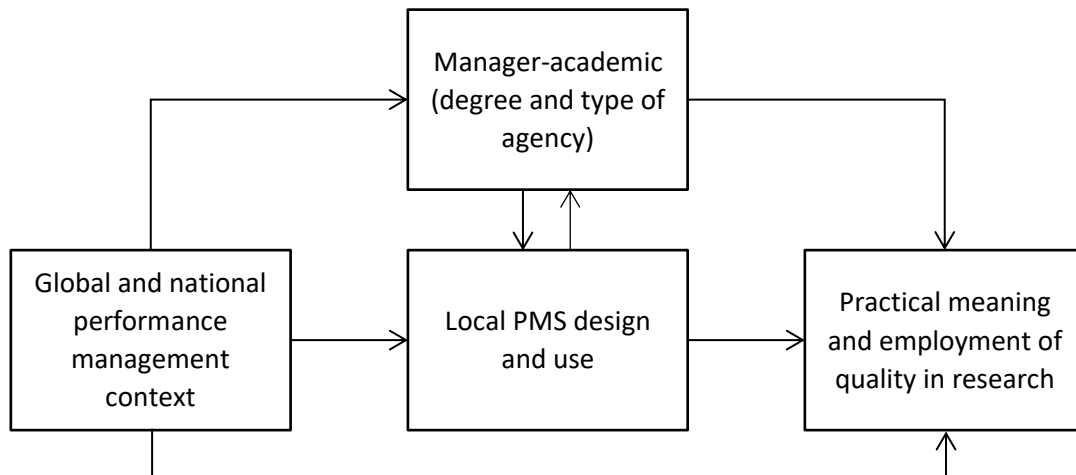 Manager-academic
(degree and type of
agency)
Global and national
performance
management
context
Local PMS design
and use
Practical meaning
and employment of
quality in research